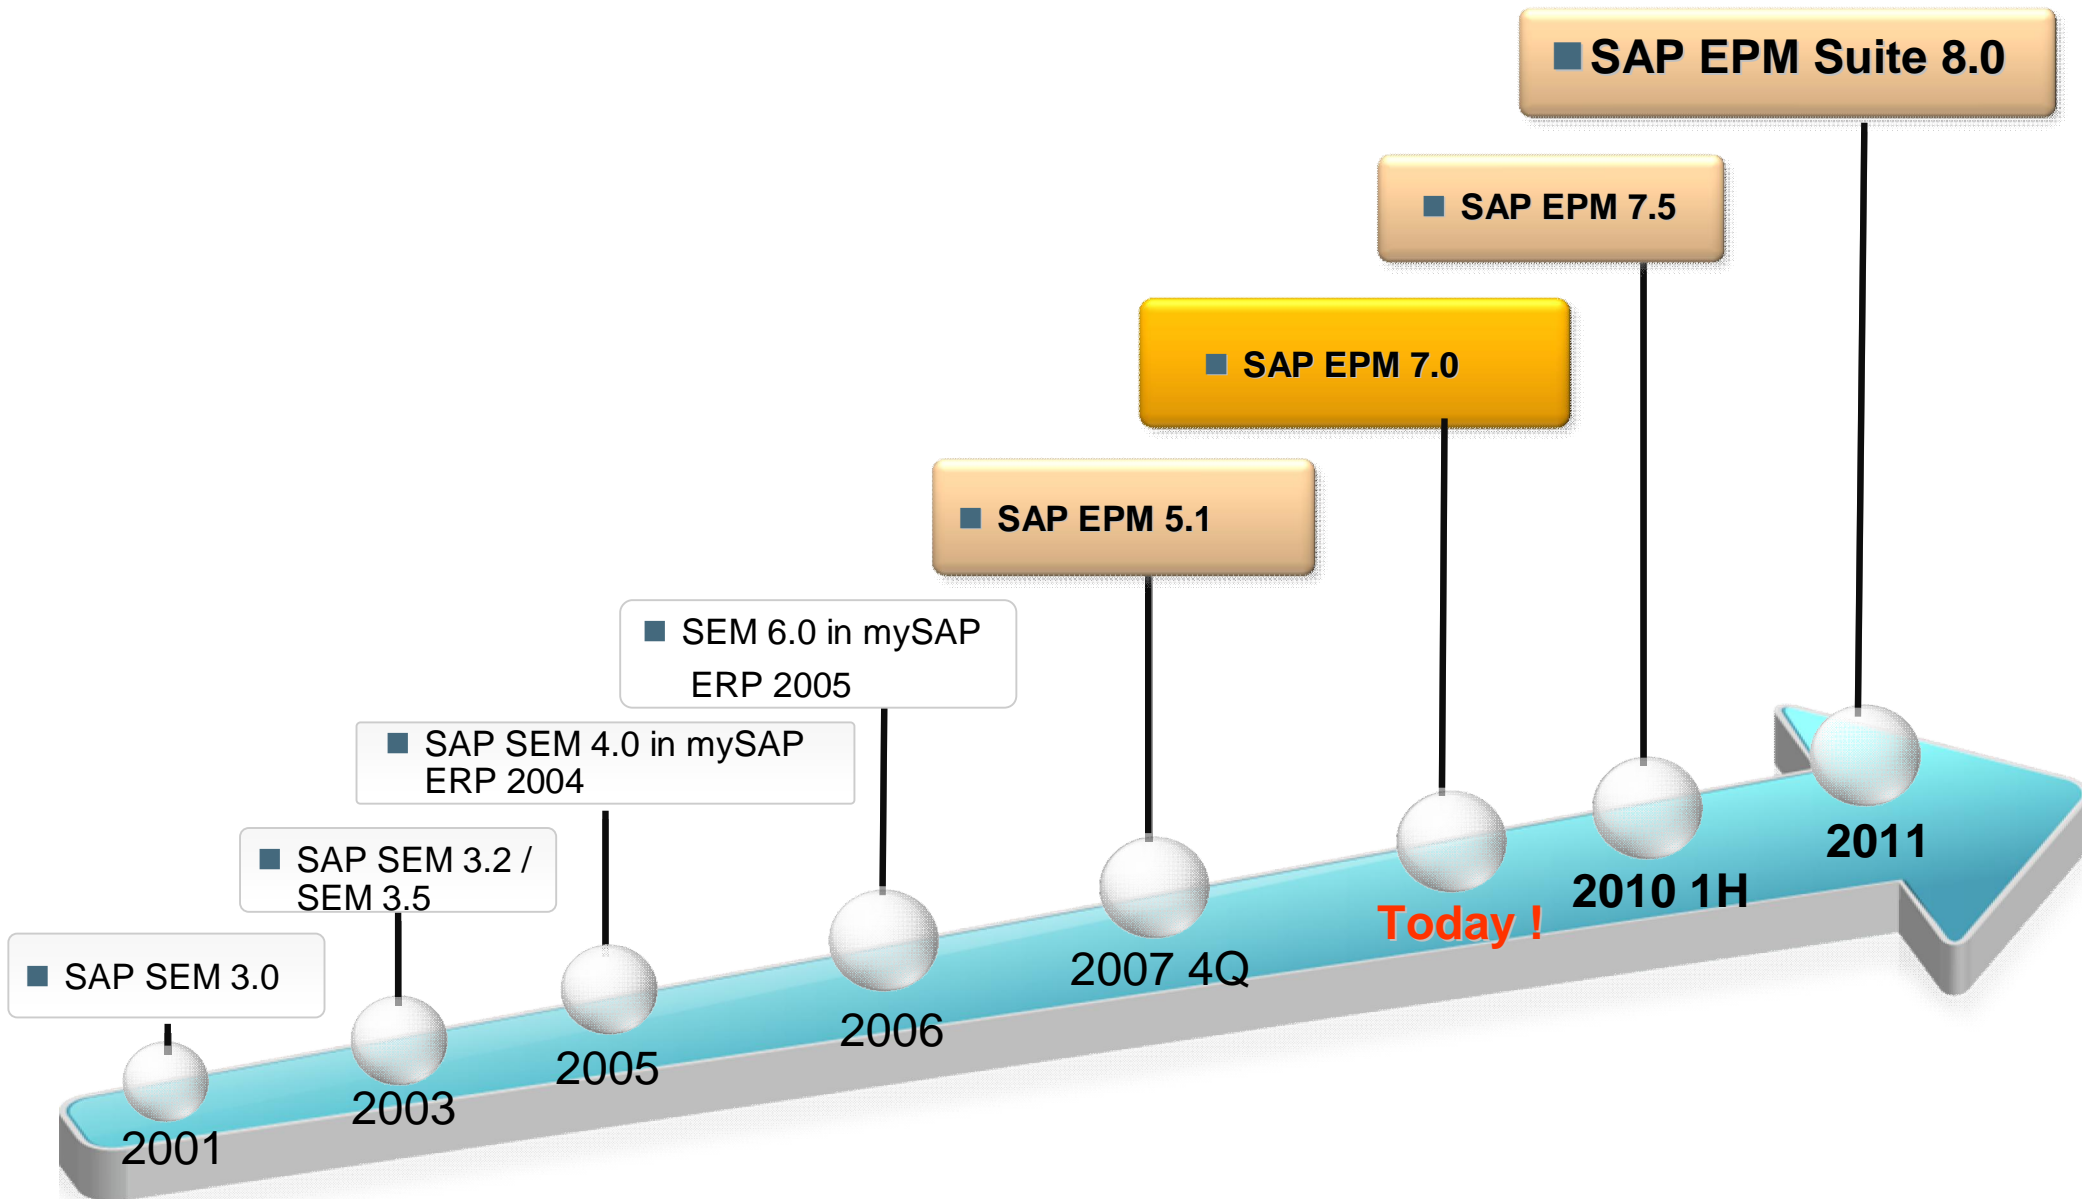 SAP EPM Suite 8.0
SAP EPM 7.5
SAP EPM 7.0
SAP EPM 5.1
SEM 6.0 in mySAP
ERP 2005
SAP SEM 4.0 in mySAP
ERP 2004
SAP SEM 3.2 /
SEM 3.5
SAP SEM 3.0
2001
2003
2005
2006
2007 4Q
Today !
2010 1H
2011